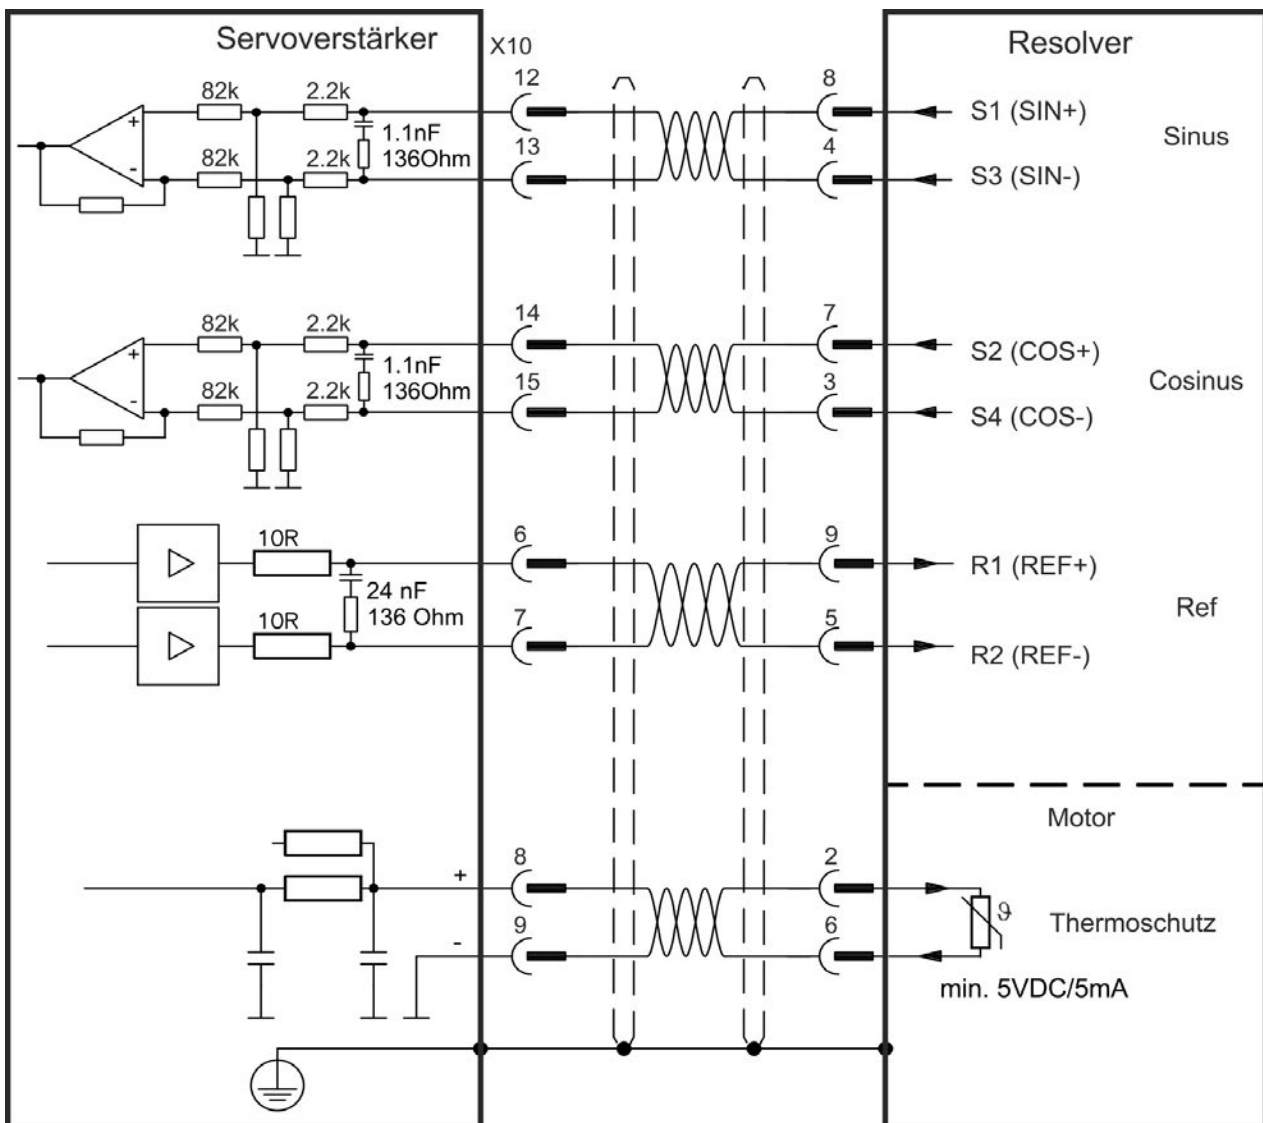 Servoverstärker
X10
Resolver
82k
2.2k
12
8
S1 (SIN+)
1.1nF
136Ohm
Sinus
82k
2.2k
13
4
S3 (SIN-)
+
-
82k
2.2k
14
7
S2 (COS+)
1.1nF
136Ohm
Cosinus
82k
2.2k
15
3
S4 (COS-)
+
-
10R
6
9
R1 (REF+)
24 nF
136 Ohm
Ref
10R
7
5
R2 (REF-)
Motor
+
8
2
ϑ
Thermoschutz
-
9
6
min. 5VDC/5mA